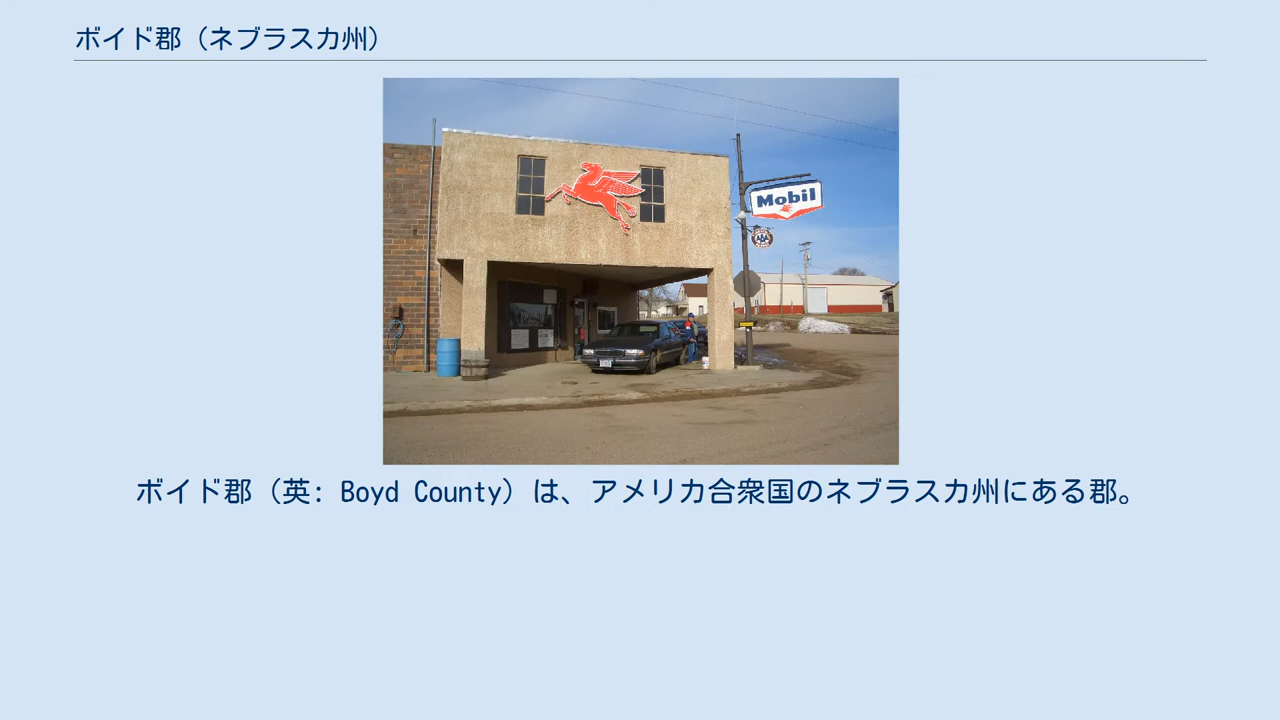 ボイド郡（ネブラスカ州）
Mobil
ボイド郡（英: Boyd County）は、アメリカ合衆国のネブラスカ州にある郡。